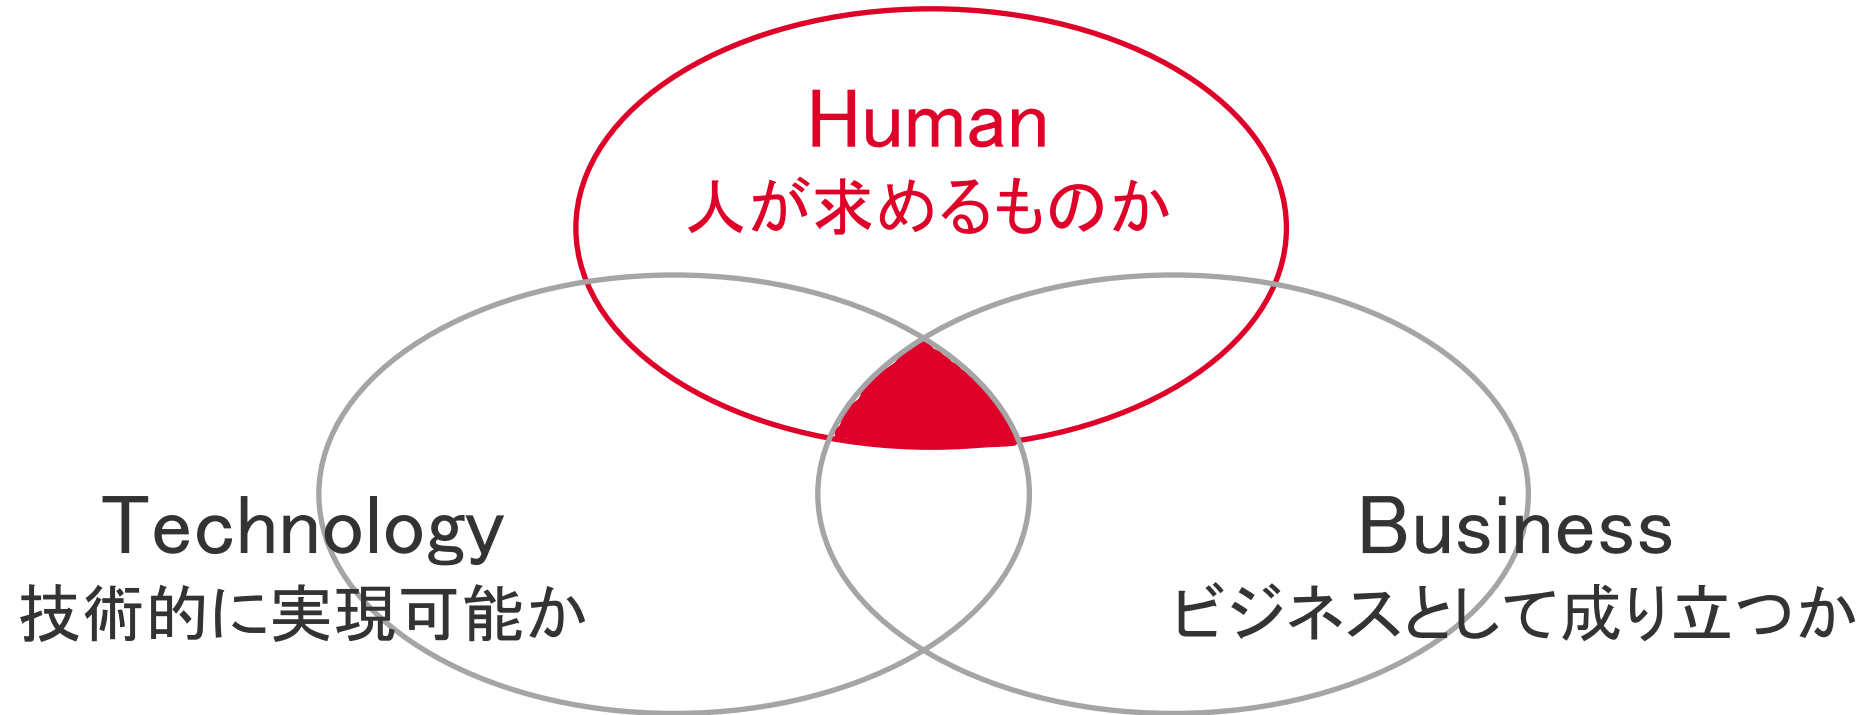 Human
人が求めるものか
Technology
技術的に実現可能か
Business
ビジネスとして成り立つか